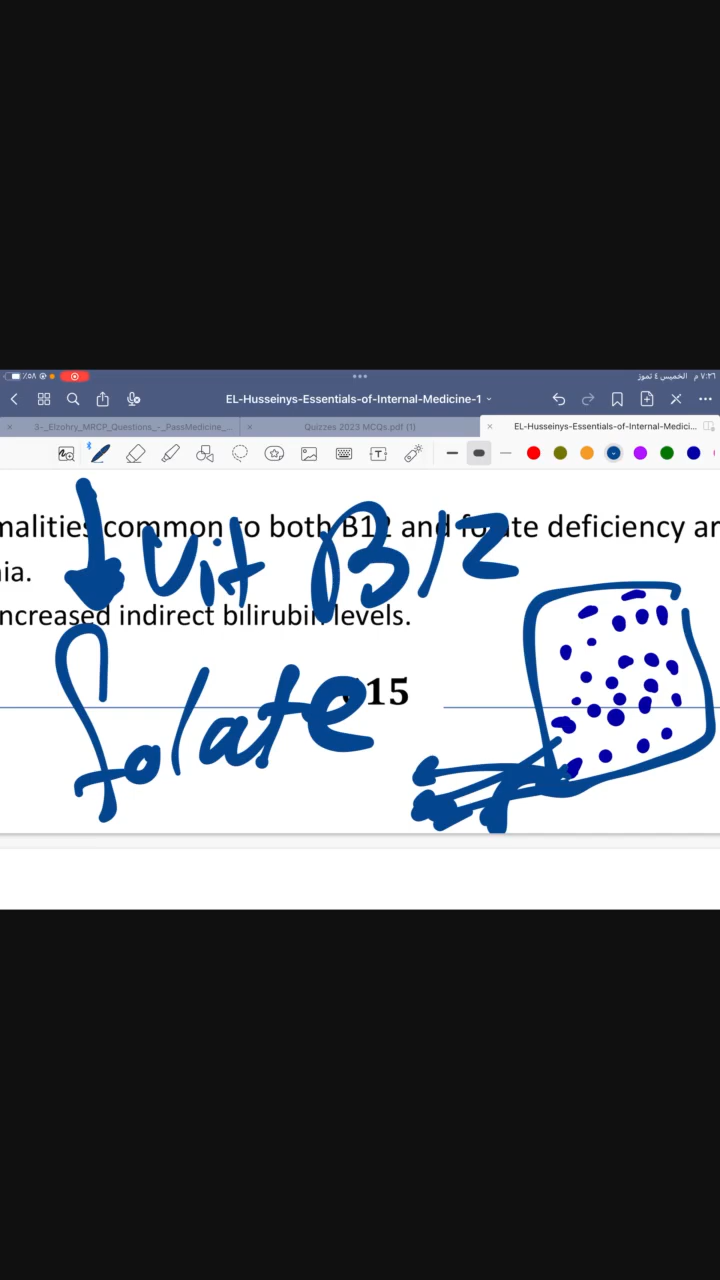 ٪٥٨
٧:٢٦ م الخميس ٤ تموز
EL-Husseinys-Essentials-of-Internal-Medicine-1
3-_Elzohry_MRCP_Questions_-_PassMedicine_...
Quizzes 2023 MCQs.pdf (1)
EL-Husseinys-Essentials-of-Internal-Medici...
malities common to both B12 and folate deficiency ar
ia.
ncreased indirect bilirubin levels.
↓ Vit B12
folate
15